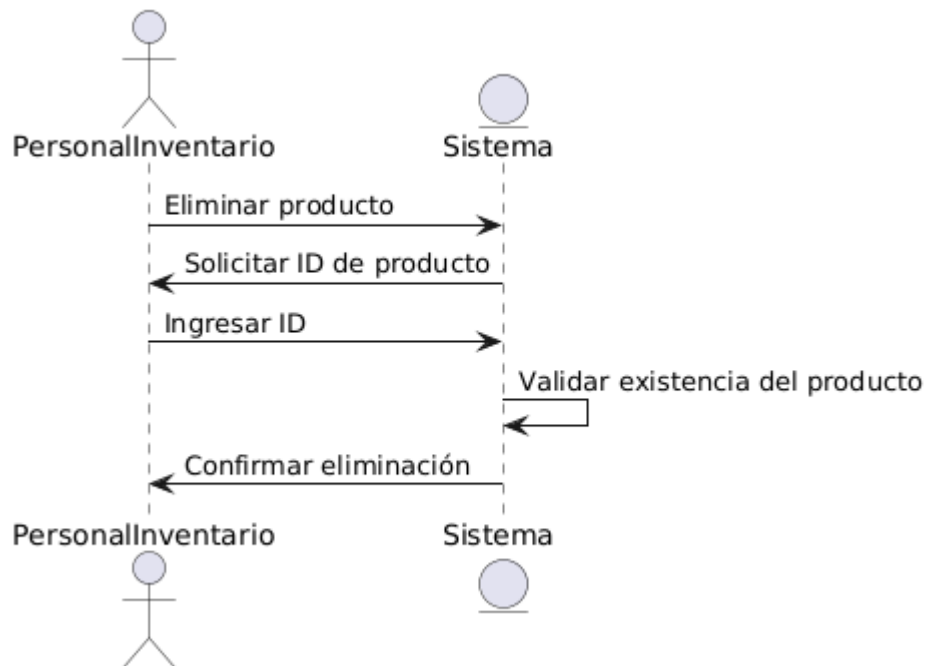 PersonalInventario
Sistema
Eliminar producto
Solicitar ID de producto
Ingresar ID
Validar existencia del producto
Confirmar eliminación
PersonalInventario
Sistema